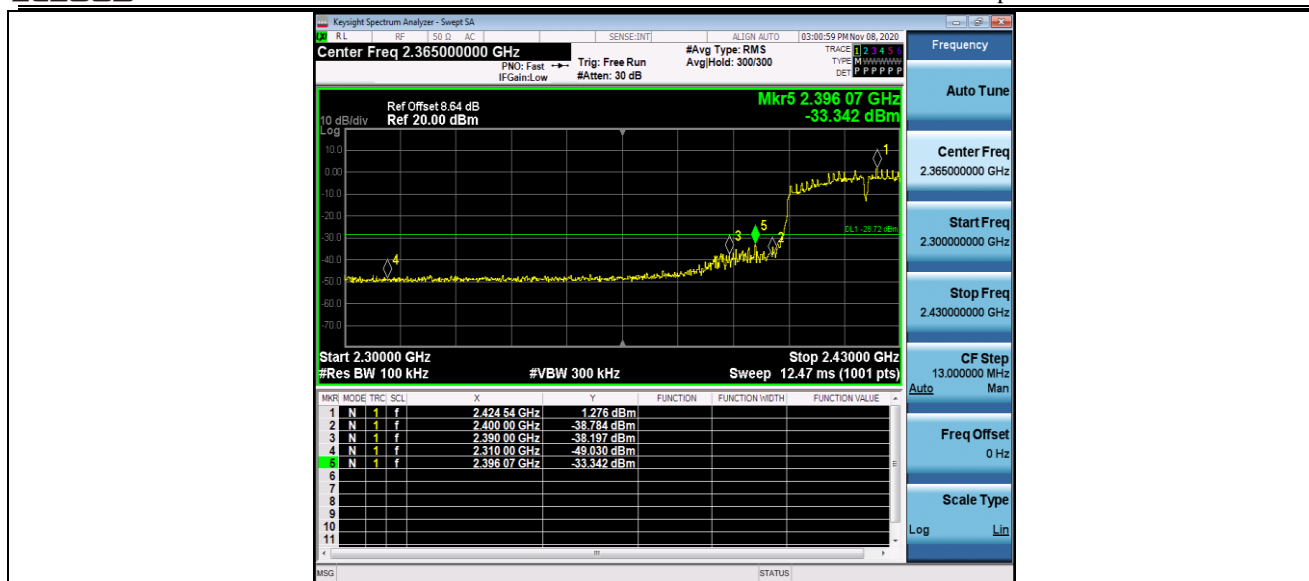 Keysight Spectrum Analyzer - Swept SA
LXI RL RF 50 Ω AC SENSE:INT ALIGN AUTO 03:00:59 PM Nov 08, 2020
Center Freq 2.365000000 GHz #Avg Type: RMS TRACE 1 2 3 4 5 6
PNO: Fast Trig: Free Run Avg|Hold: 300/300 TYPE M WWWWW
IFGain:Low #Atten: 30 dB DET P P P P P P
Frequency
Auto Tune
Mkr5 2.396 07 GHz
-33.342 dBm
Ref Offset 8.64 dB
10 dB/div Ref 20.00 dBm
Log
10.0
0.00
-10.0
-20.0
-30.0
-40.0
-50.0
-60.0
-70.0
1
5
3
2
4
DL1 -28.72 dBm
Start 2.30000 GHz Stop 2.43000 GHz
#Res BW 100 kHz #VBW 300 kHz Sweep 12.47 ms (1001 pts)
Center Freq
2.365000000 GHz
Start Freq
2.300000000 GHz
Stop Freq
2.430000000 GHz
CF Step
13.000000 MHz
Auto Man
Freq Offset
0 Hz
Scale Type
Log Lin
MKR MODE TRC SCL X Y FUNCTION FUNCTION WIDTH FUNCTION VALUE
1 N 1 f 2.424 54 GHz 1.276 dBm
2 N 1 f 2.400 00 GHz -38.784 dBm
3 N 1 f 2.390 00 GHz -38.197 dBm
4 N 1 f 2.310 00 GHz -49.030 dBm
5 N 1 f 2.396 07 GHz -33.342 dBm
6
7
8
9
10
11
MSG STATUS